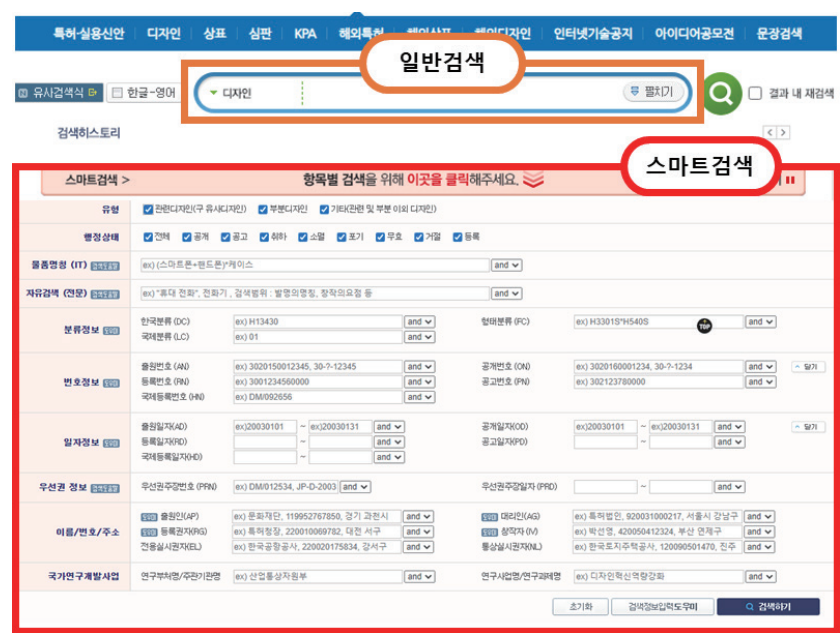 특허·실용신안 디자인 상표 심판 KPA 해외특허 해외상표 해외디자인 인터넷기술공지 아이디어공모전 문장검색
일반검색
유사검색식 한글-영어 디자인 펼치기 결과 내 재검색
검색히스토리
스마트검색
스마트검색 > 항목별 검색을 위해 이곳을 클릭해주세요.
유형 관련디자인(구 유사디자인) 부분디자인 기타(관련 및 부분 이외 디자인)
행정상태 전체 공개 공고 취하 소멸 포기 무효 거절 등록
물품명칭 (IT) ex) (스마트폰+핸드폰)*케이스 and
자유검색 (전문) ex) "휴대 전화", 전화기 , 검색범위 : 발명의명칭, 창작의요점 등 and
분류정보 한국분류 (DC) ex) H13430 and 형태분류 (FC) ex) H3301S*H540S and
TOP
국제분류 (LC) ex) 01 and
번호정보 출원번호 (AN) ex) 3020150012345, 30-?-12345 and 공개번호 (ON) ex) 3020160001234, 30-?-1234 and 닫기
등록번호 (RN) ex) 3001234560000 and 공고번호 (PN) ex) 302123780000 and
국제등록번호 (HN) ex) DM/092656 and
일자정보 출원일자(AD) ex)20030101 ~ ex)20030131 and 공개일자(OD) ex)20030101 ~ ex)20030131 and 닫기
등록일자(RD) ~ and 공고일자(PD) ~ and
국제등록일자(HD) ~ and
우선권 정보 우선권주장번호 (PRN) ex) DM/012534, JP-D-2003 and 우선권주장일자 (PRD) ~ and
이름/번호/주소 출원인(AP) ex) 문화재단, 119952767850, 경기 과천시 and 대리인(AG) ex) 특허법인, 920031000217, 서울시 강남구 and
등록권자(RG) ex) 특허청장, 220010069782, 대전 서구 and 창작자 (IV) ex) 박선영, 420050412324, 부산 연제구 and
전용실시권자(EL) ex) 한국공항공사, 220020175834, 강서구 and 통상실시권자(NL) ex) 한국토지주택공사, 120090501470, 진주 and
국가연구개발사업 연구부처명/주관기관명 ex) 산업통상자원부 and 연구사업명/연구과제명 ex) 디자인혁신역량강화 and
초기화 검색정보입력도우미 검색하기